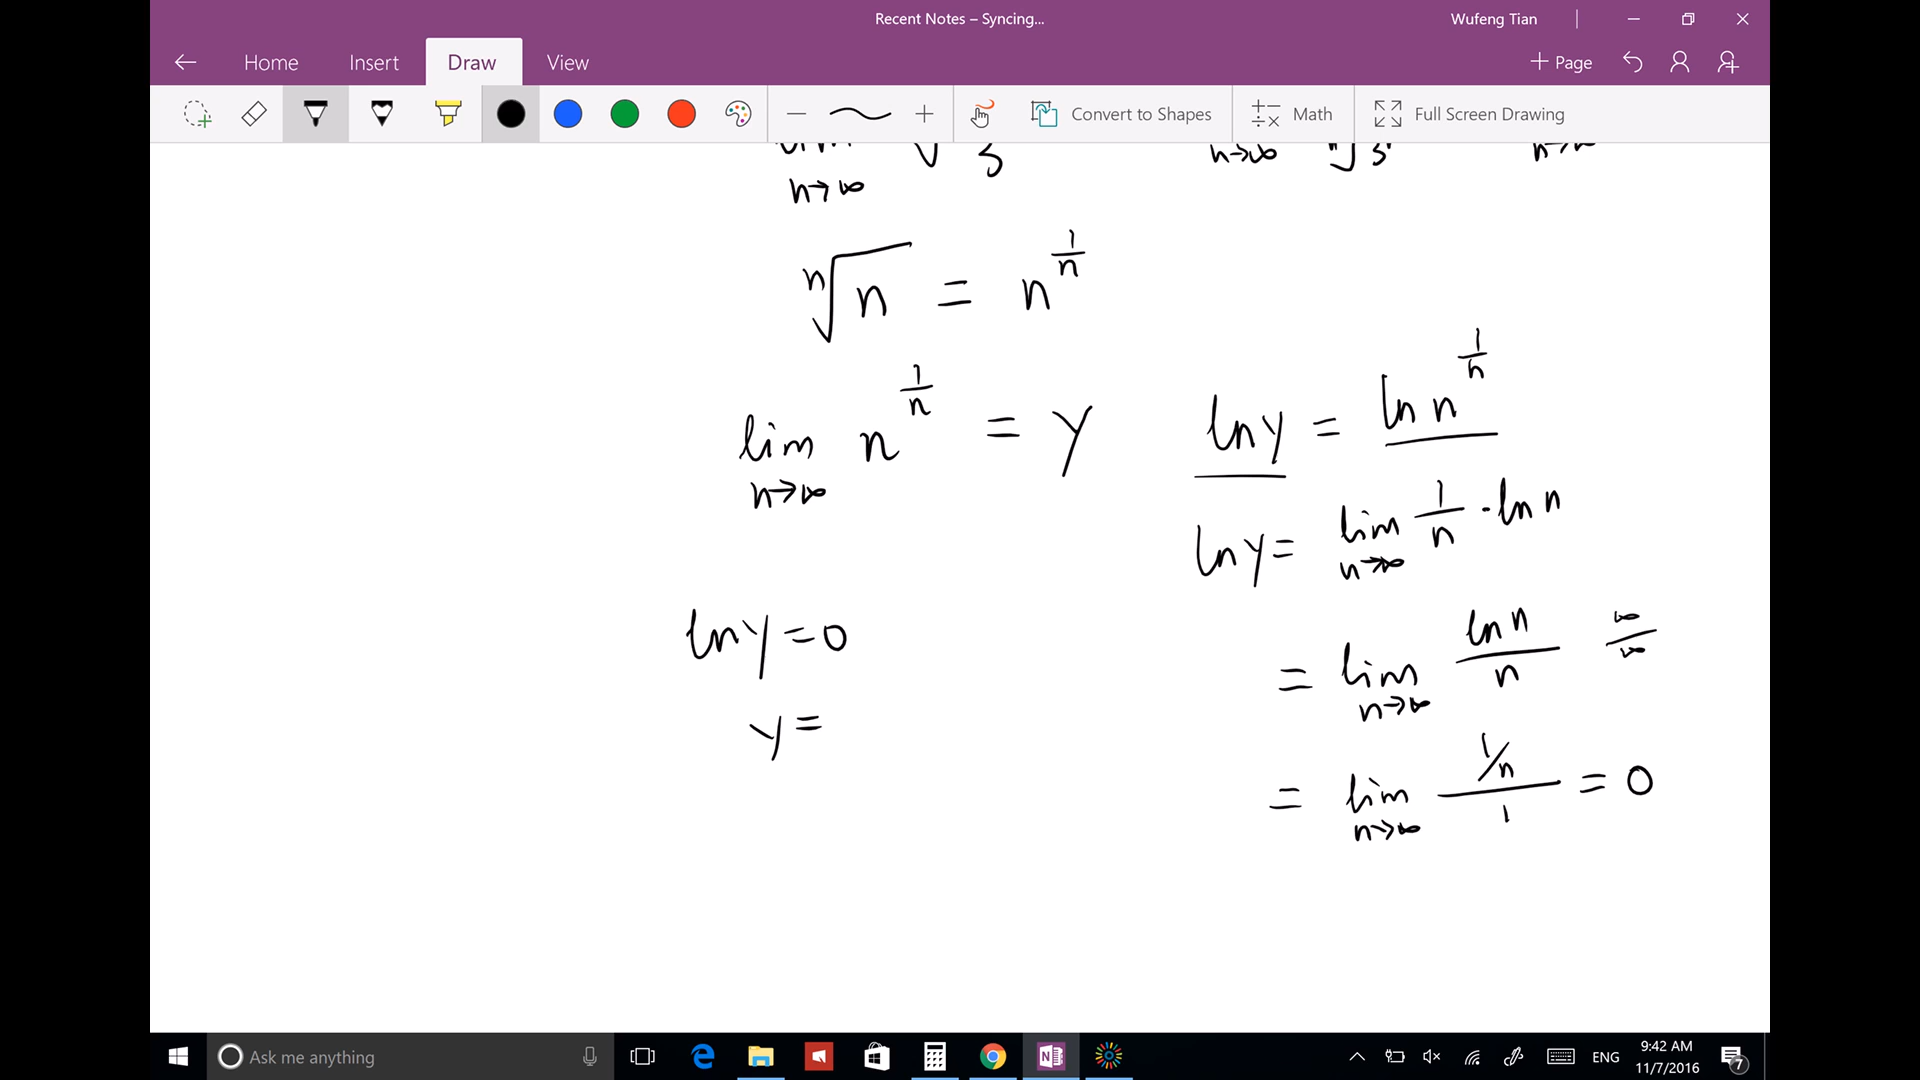 Recent Notes – Syncing...
Wufeng Tian
Home Insert Draw View
+ Page
Convert to Shapes
Math
Full Screen Drawing
n→∞
3
n→∞
ⁿ√n = n^(1/n)
lim n→∞ n^(1/n) = y
ln y = ln n^(1/n)
ln y = lim n→∞ 1/n · ln n
= lim n→∞ ln n / n ∞/∞
= lim n→∞ (1/n)/1 = 0
ln y = 0
y =
Ask me anything
ENG
9:42 AM
11/7/2016
7